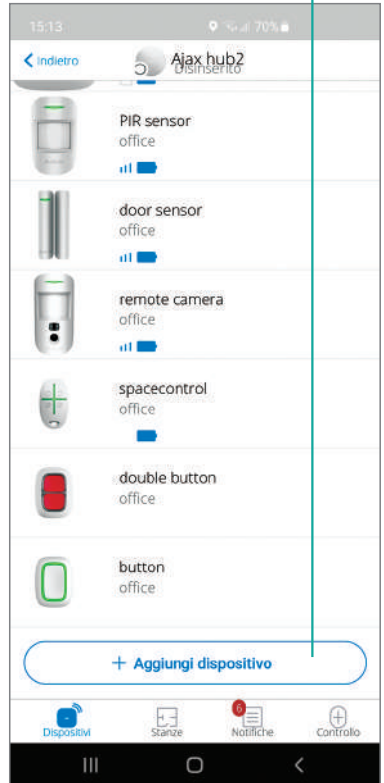 15:13 70%
Indietro
Ajax hub2
Disinserito
PIR sensor
office
door sensor
office
remote camera
office
spacecontrol
office
double button
office
button
office
+ Aggiungi dispositivo
6
Dispositivi Stanze Notifiche Controllo